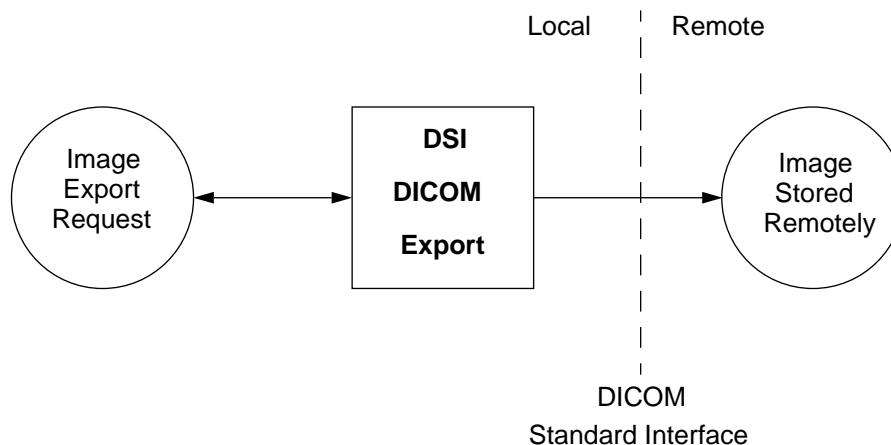 Local
Remote
Image
Export
Request
DSI
DICOM
Export
Image
Stored
Remotely
DICOM
Standard Interface